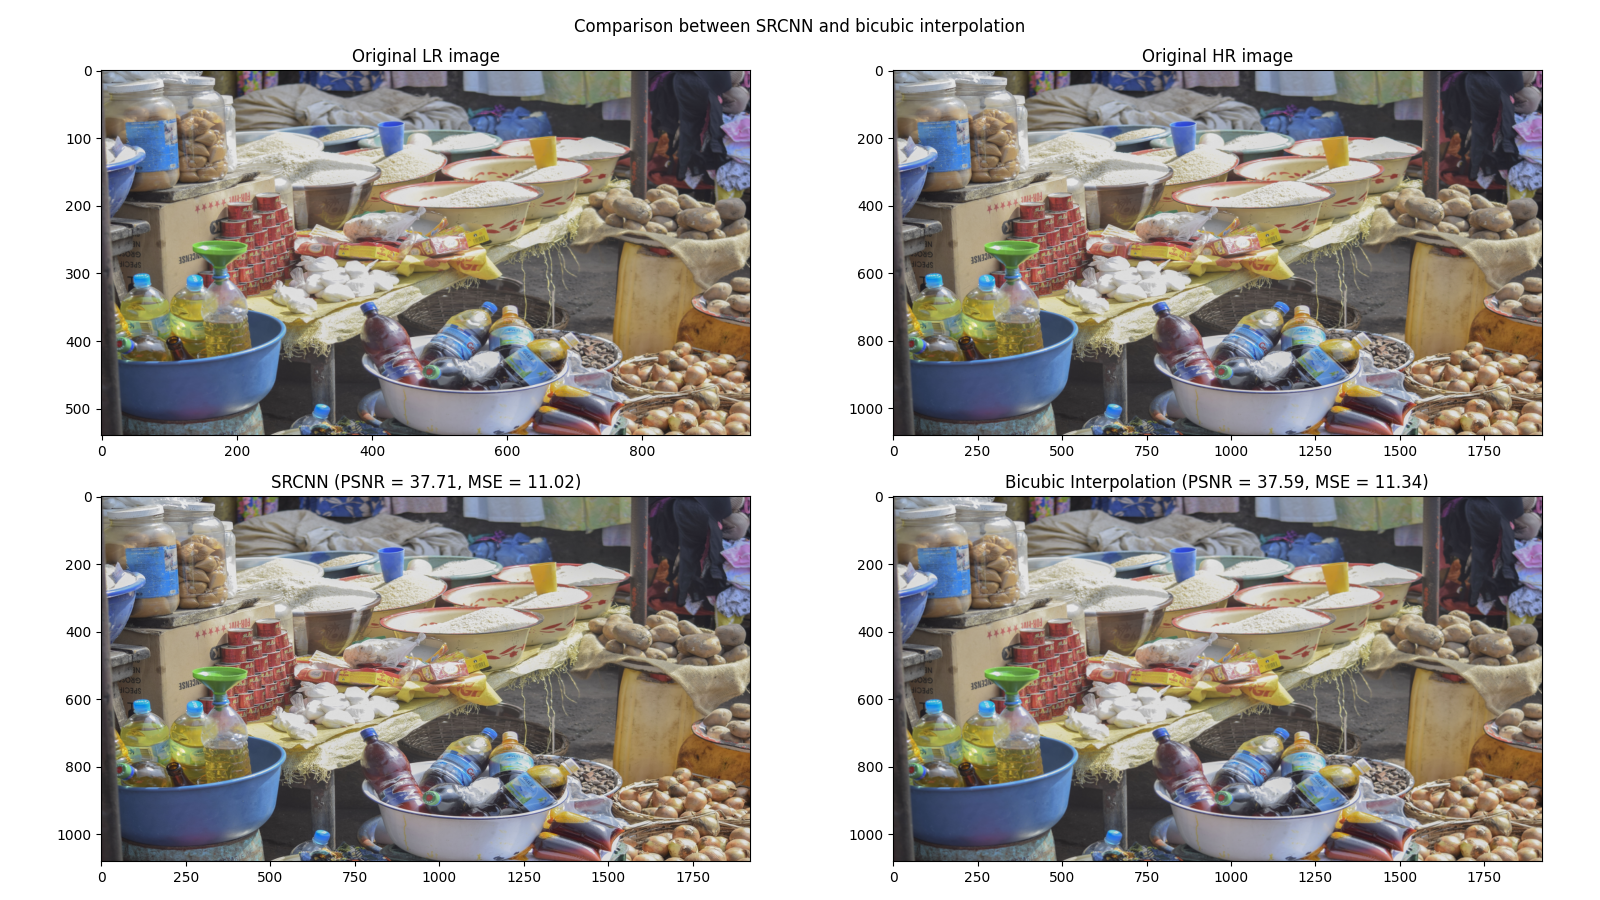 Comparison between SRCNN and bicubic interpolation
Original LR image
0
100
200
300
400
500
0 200 400 600 800
Original HR image
0
200
400
600
800
1000
0 250 500 750 1000 1250 1500 1750
SRCNN (PSNR = 37.71, MSE = 11.02)
0
200
400
600
800
1000
0 250 500 750 1000 1250 1500 1750
Bicubic Interpolation (PSNR = 37.59, MSE = 11.34)
0
200
400
600
800
1000
0 250 500 750 1000 1250 1500 1750